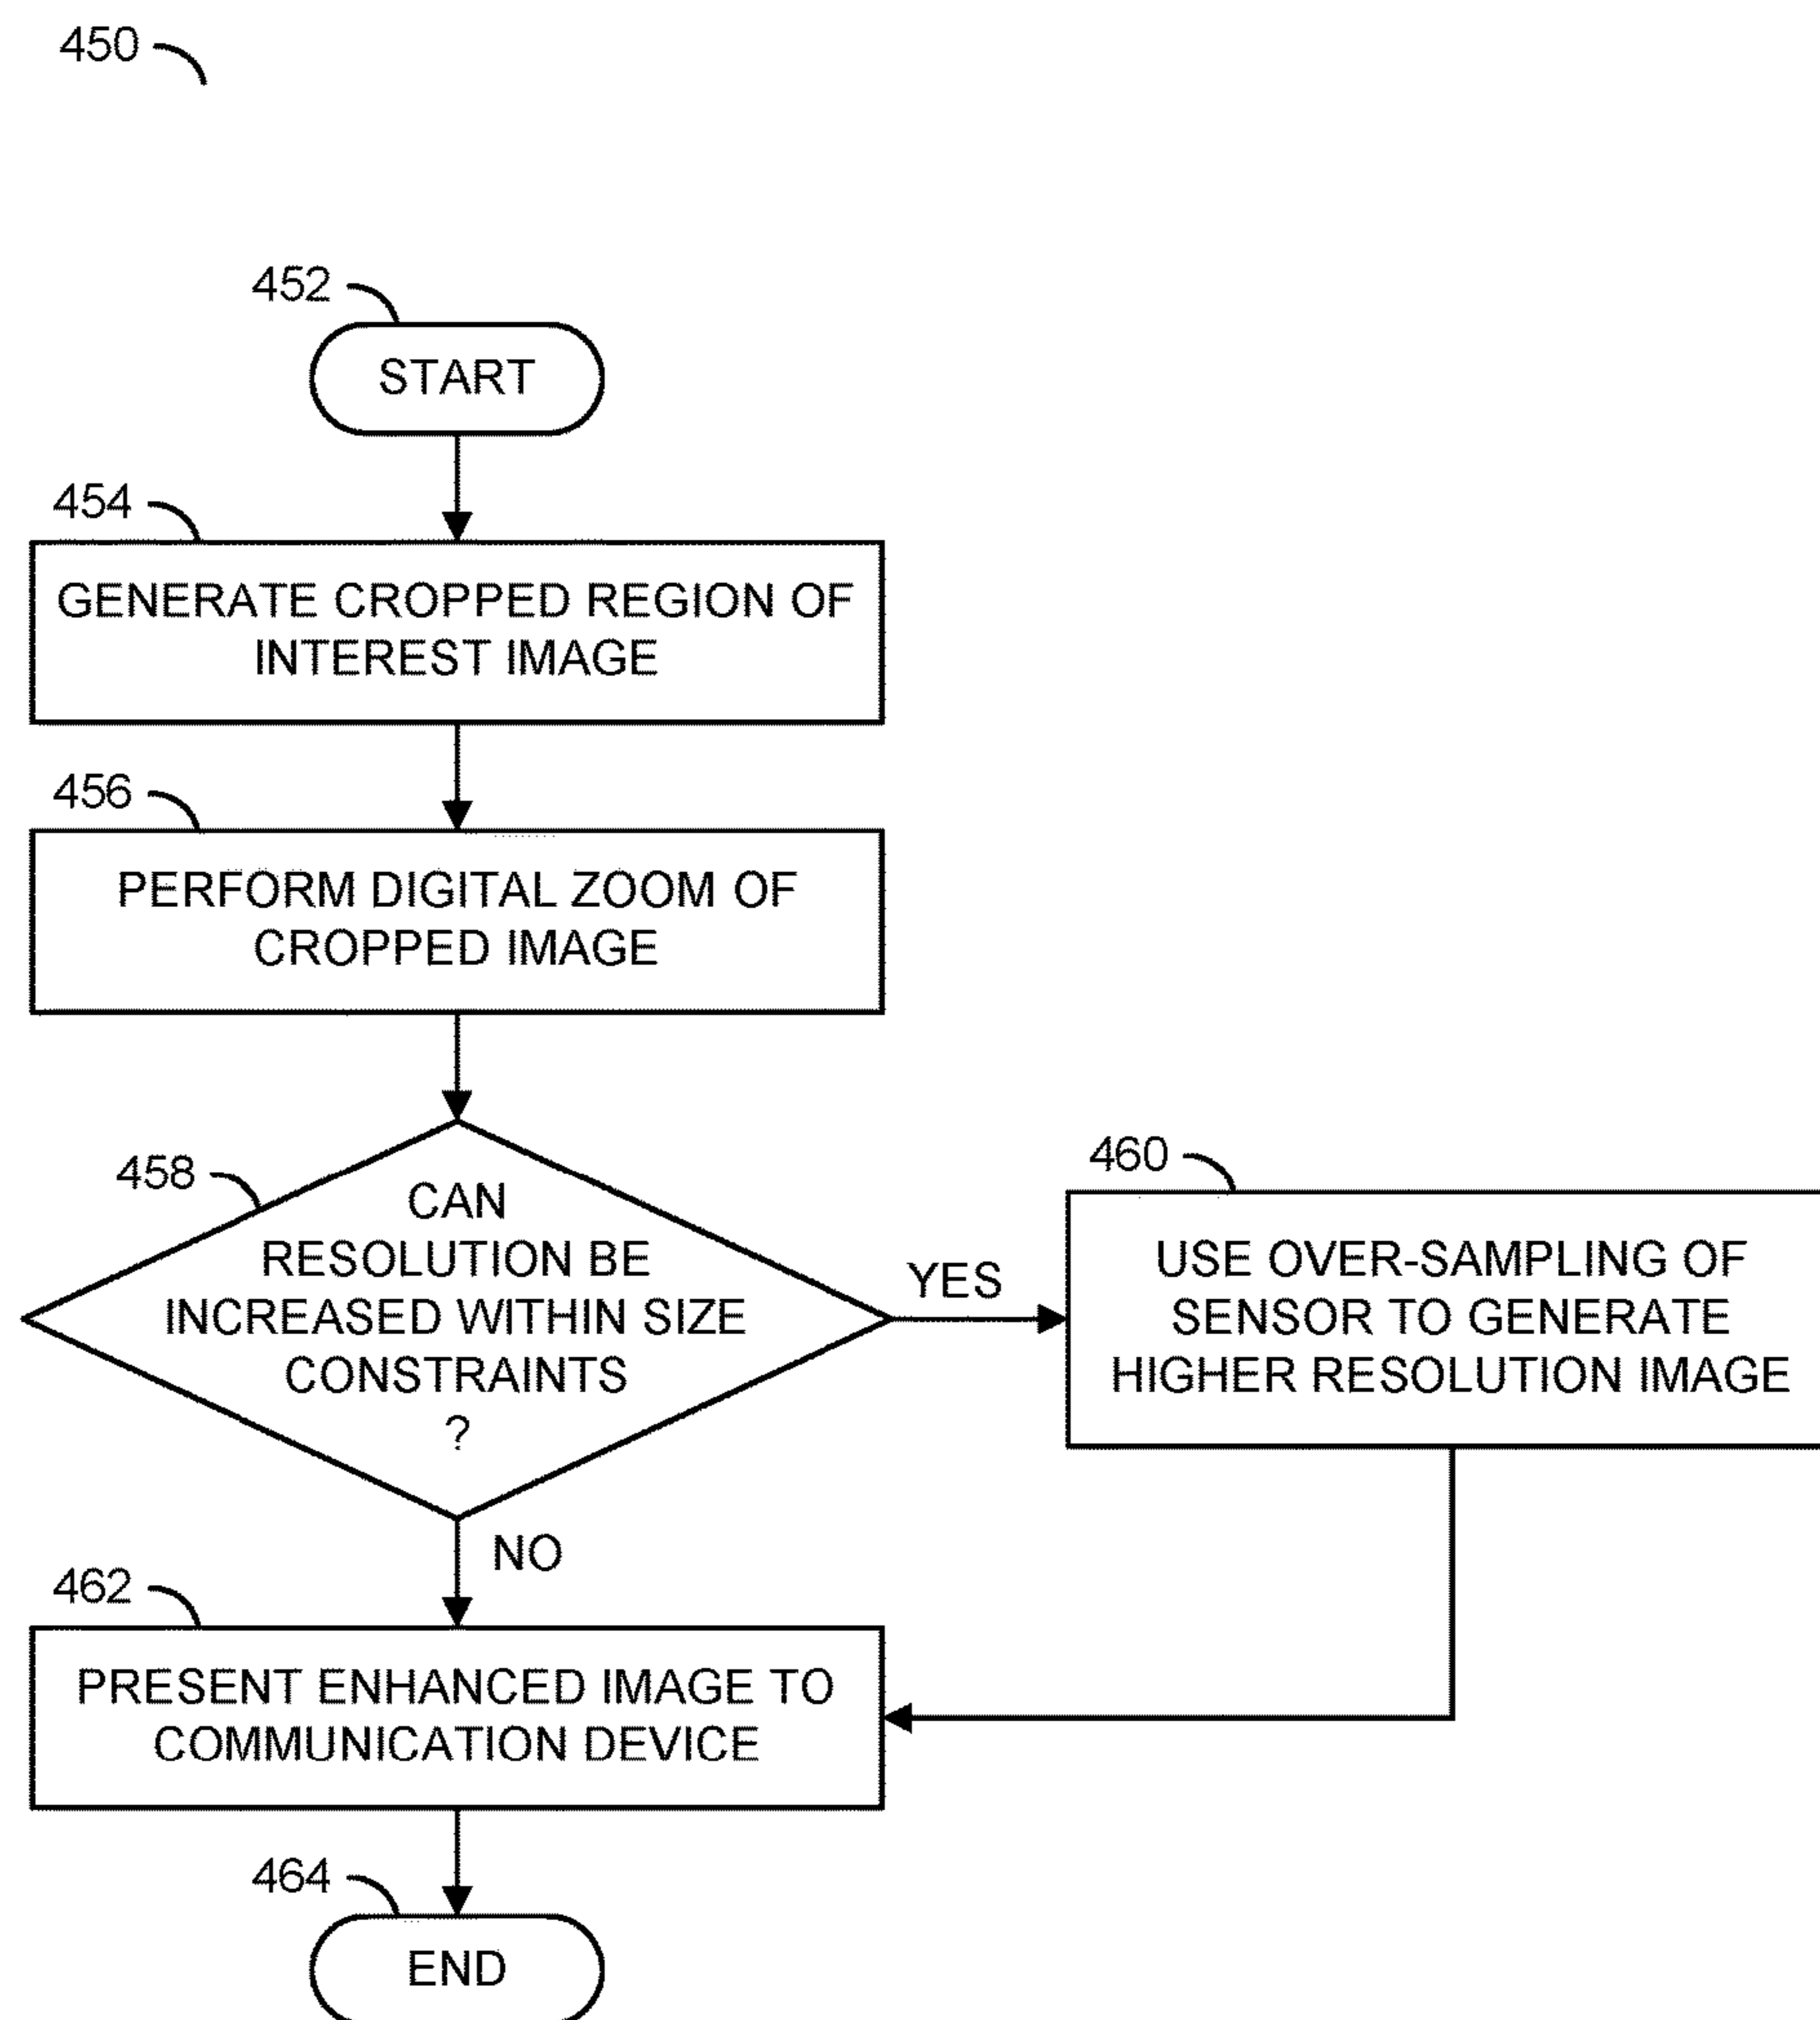 450
452
START
454
GENERATE CROPPED REGION OF
INTEREST IMAGE
456
PERFORM DIGITAL ZOOM OF
CROPPED IMAGE
458
CAN
RESOLUTION BE
INCREASED WITHIN SIZE
CONSTRAINTS
?
YES
460
USE OVER-SAMPLING OF
SENSOR TO GENERATE
HIGHER RESOLUTION IMAGE
NO
462
PRESENT ENHANCED IMAGE TO
COMMUNICATION DEVICE
464
END